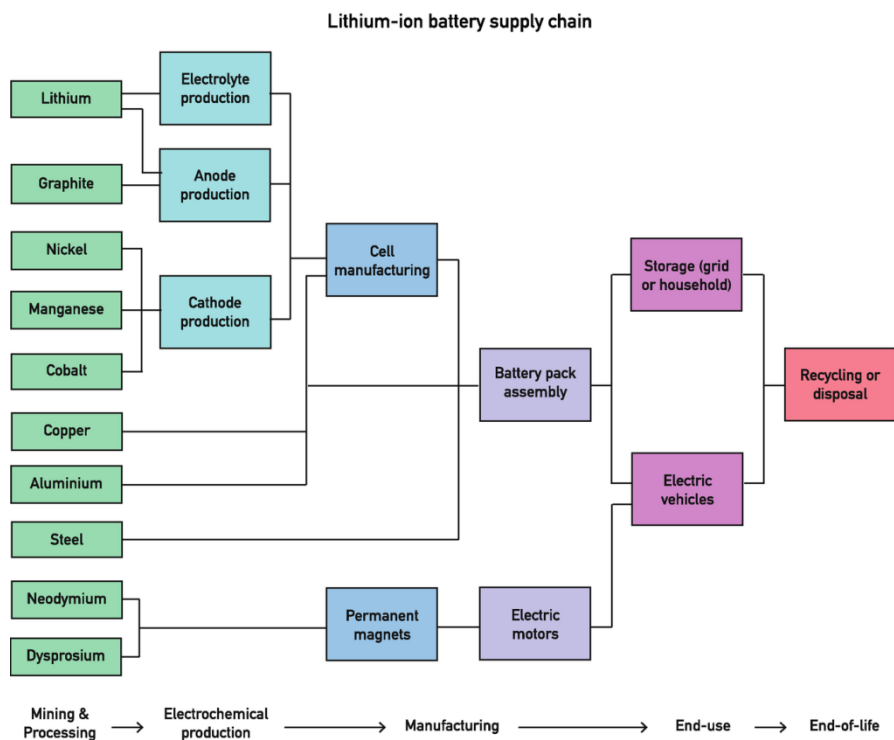 Lithium-ion battery supply chain
Lithium
Electrolyte
production
Graphite
Anode
production
Nickel
Manganese
Cobalt
Cathode
production
Cell
manufacturing
Storage (grid
or household)
Copper
Aluminium
Steel
Battery pack
assembly
Recycling or
disposal
Electric
vehicles
Neodymium
Dysprosium
Permanent
magnets
Electric
motors
Mining &
Processing
Electrochemical
production
Manufacturing
End-use
End-of-life